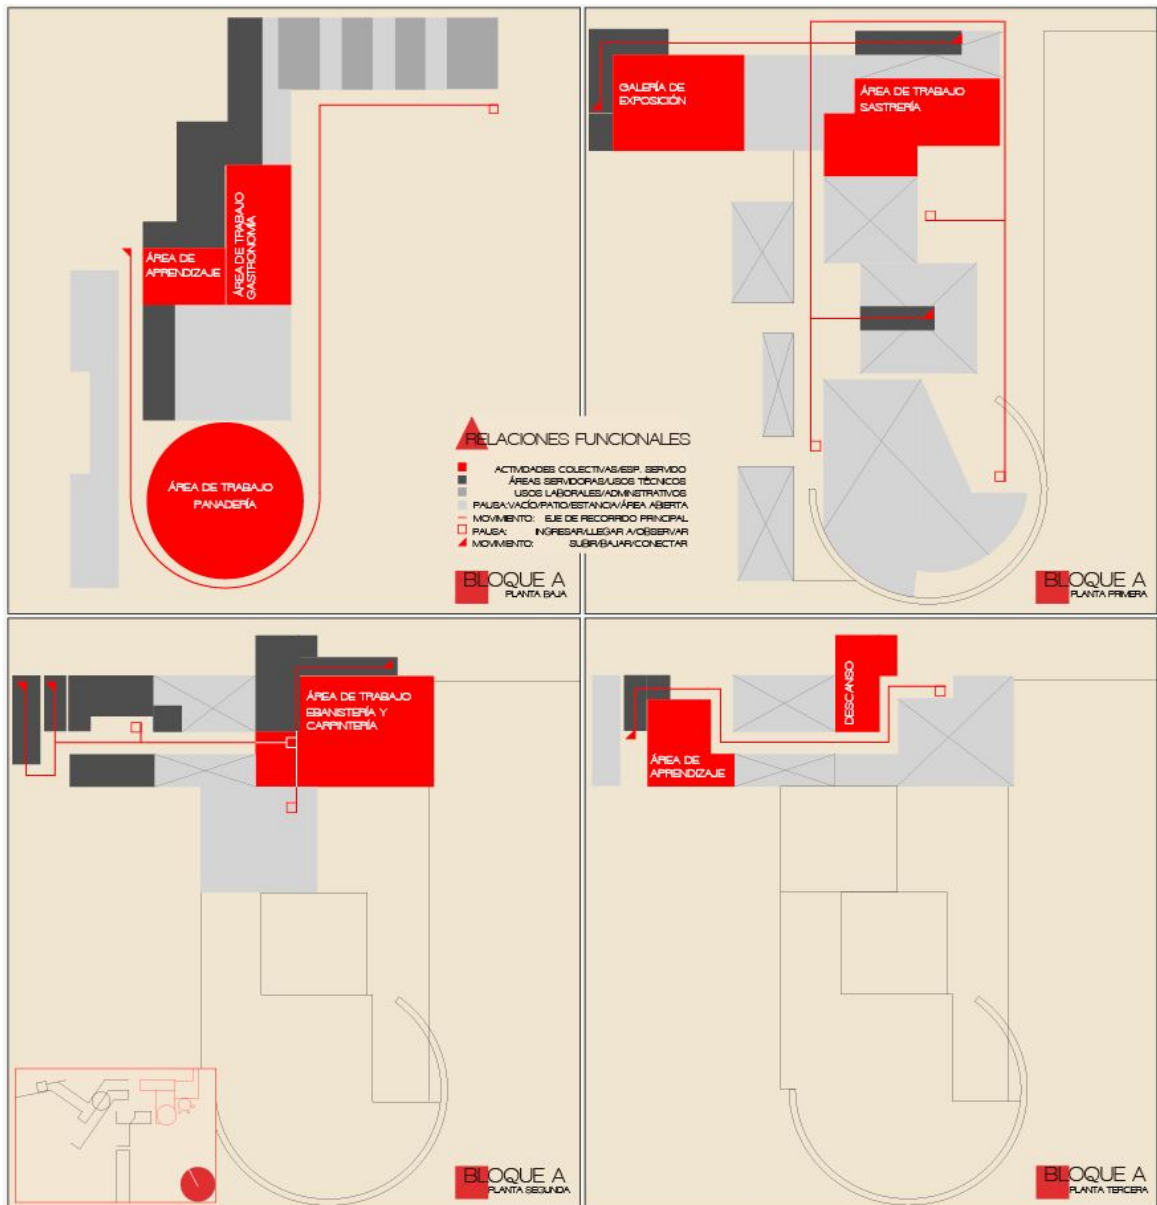 ÁREA DE TRABAJO
GASTRONOMÍA
ÁREA DE
APRENDIZAJE
ÁREA DE TRABAJO
PANADERÍA
BLOQUE A
PLANTA BAJA
GALERÍA DE
EXPOSICIÓN
ÁREA DE TRABAJO
SASTRERÍA
BLOQUE A
PLANTA PRIMERA
RELACIONES FUNCIONALES
ACTIVIDADES COLECTIVAS/ESP. SERVIDO
ÁREAS SERVIDORAS/USOS TÉCNICOS
USOS LABORALES/ADMINSTRATIVOS
PAUSA:VACÍO/PATIO/ESTANCIA/ÁREA ABIERTA
MOVIMIENTO: EJE DE RECORRIDO PRINCIPAL
PAUSA: INGRESAR/LLEGAR A/OBSERVAR
MOVIMIENTO: SUBIR/BAJAR/CONECTAR
ÁREA DE TRABAJO
EBANISTERÍA Y
CARPINTERÍA
BLOQUE A
PLANTA SEGUNDA
DESCANSO
ÁREA DE
APRENDIZAJE
BLOQUE A
PLANTA TERCERA